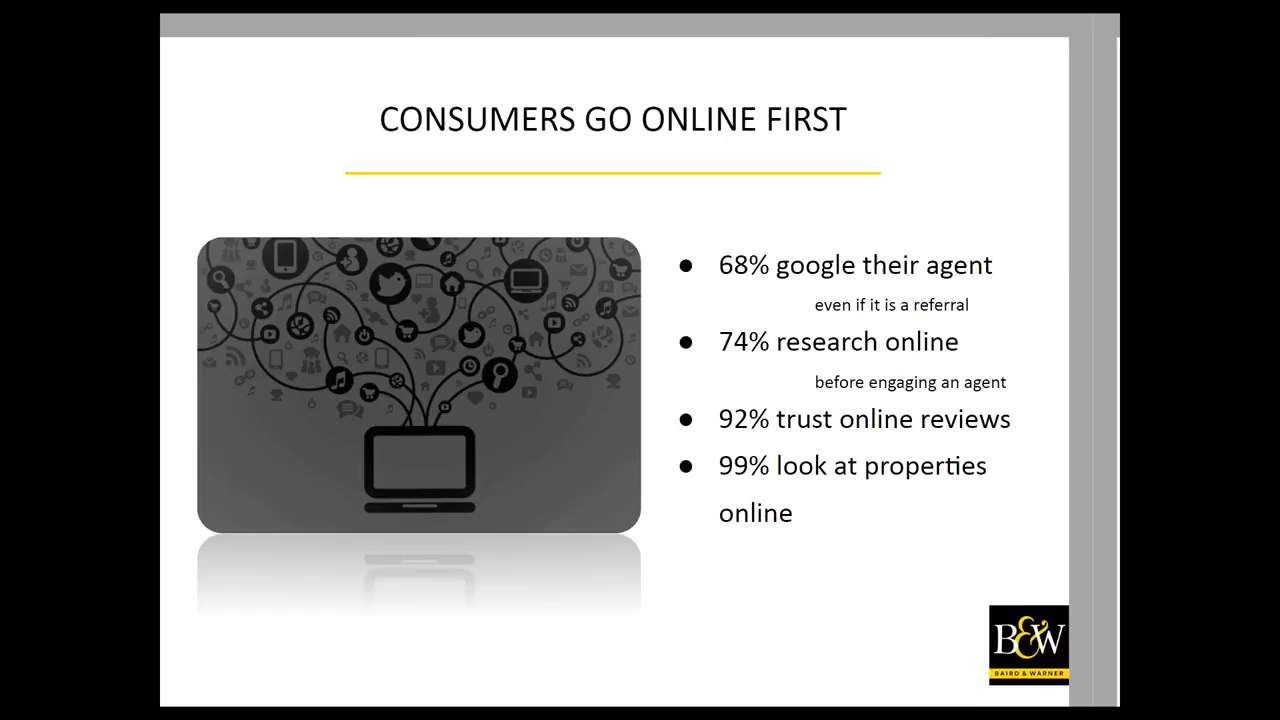 CONSUMERS GO ONLINE FIRST
● 68% google their agent
even if it is a referral
● 74% research online
before engaging an agent
● 92% trust online reviews
● 99% look at properties
online
B&W
BAIRD & WARNER